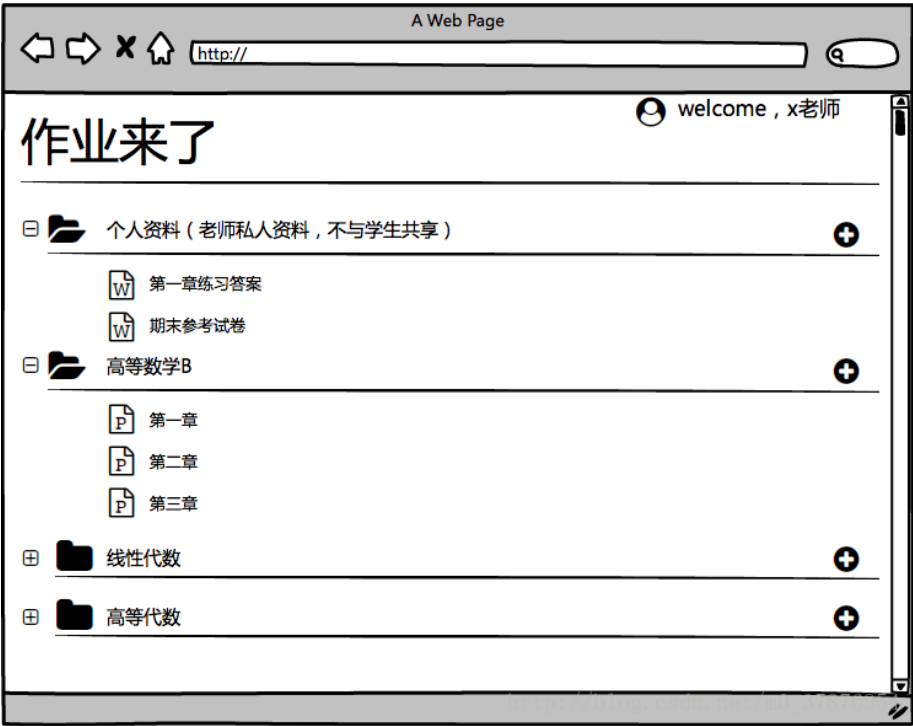 A Web Page
http://
welcome，x老师
作业来了
个人资料（老师私人资料，不与学生共享）
W 第一章练习答案
W 期末参考试卷
高等数学B
P 第一章
P 第二章
P 第三章
线性代数
高等代数